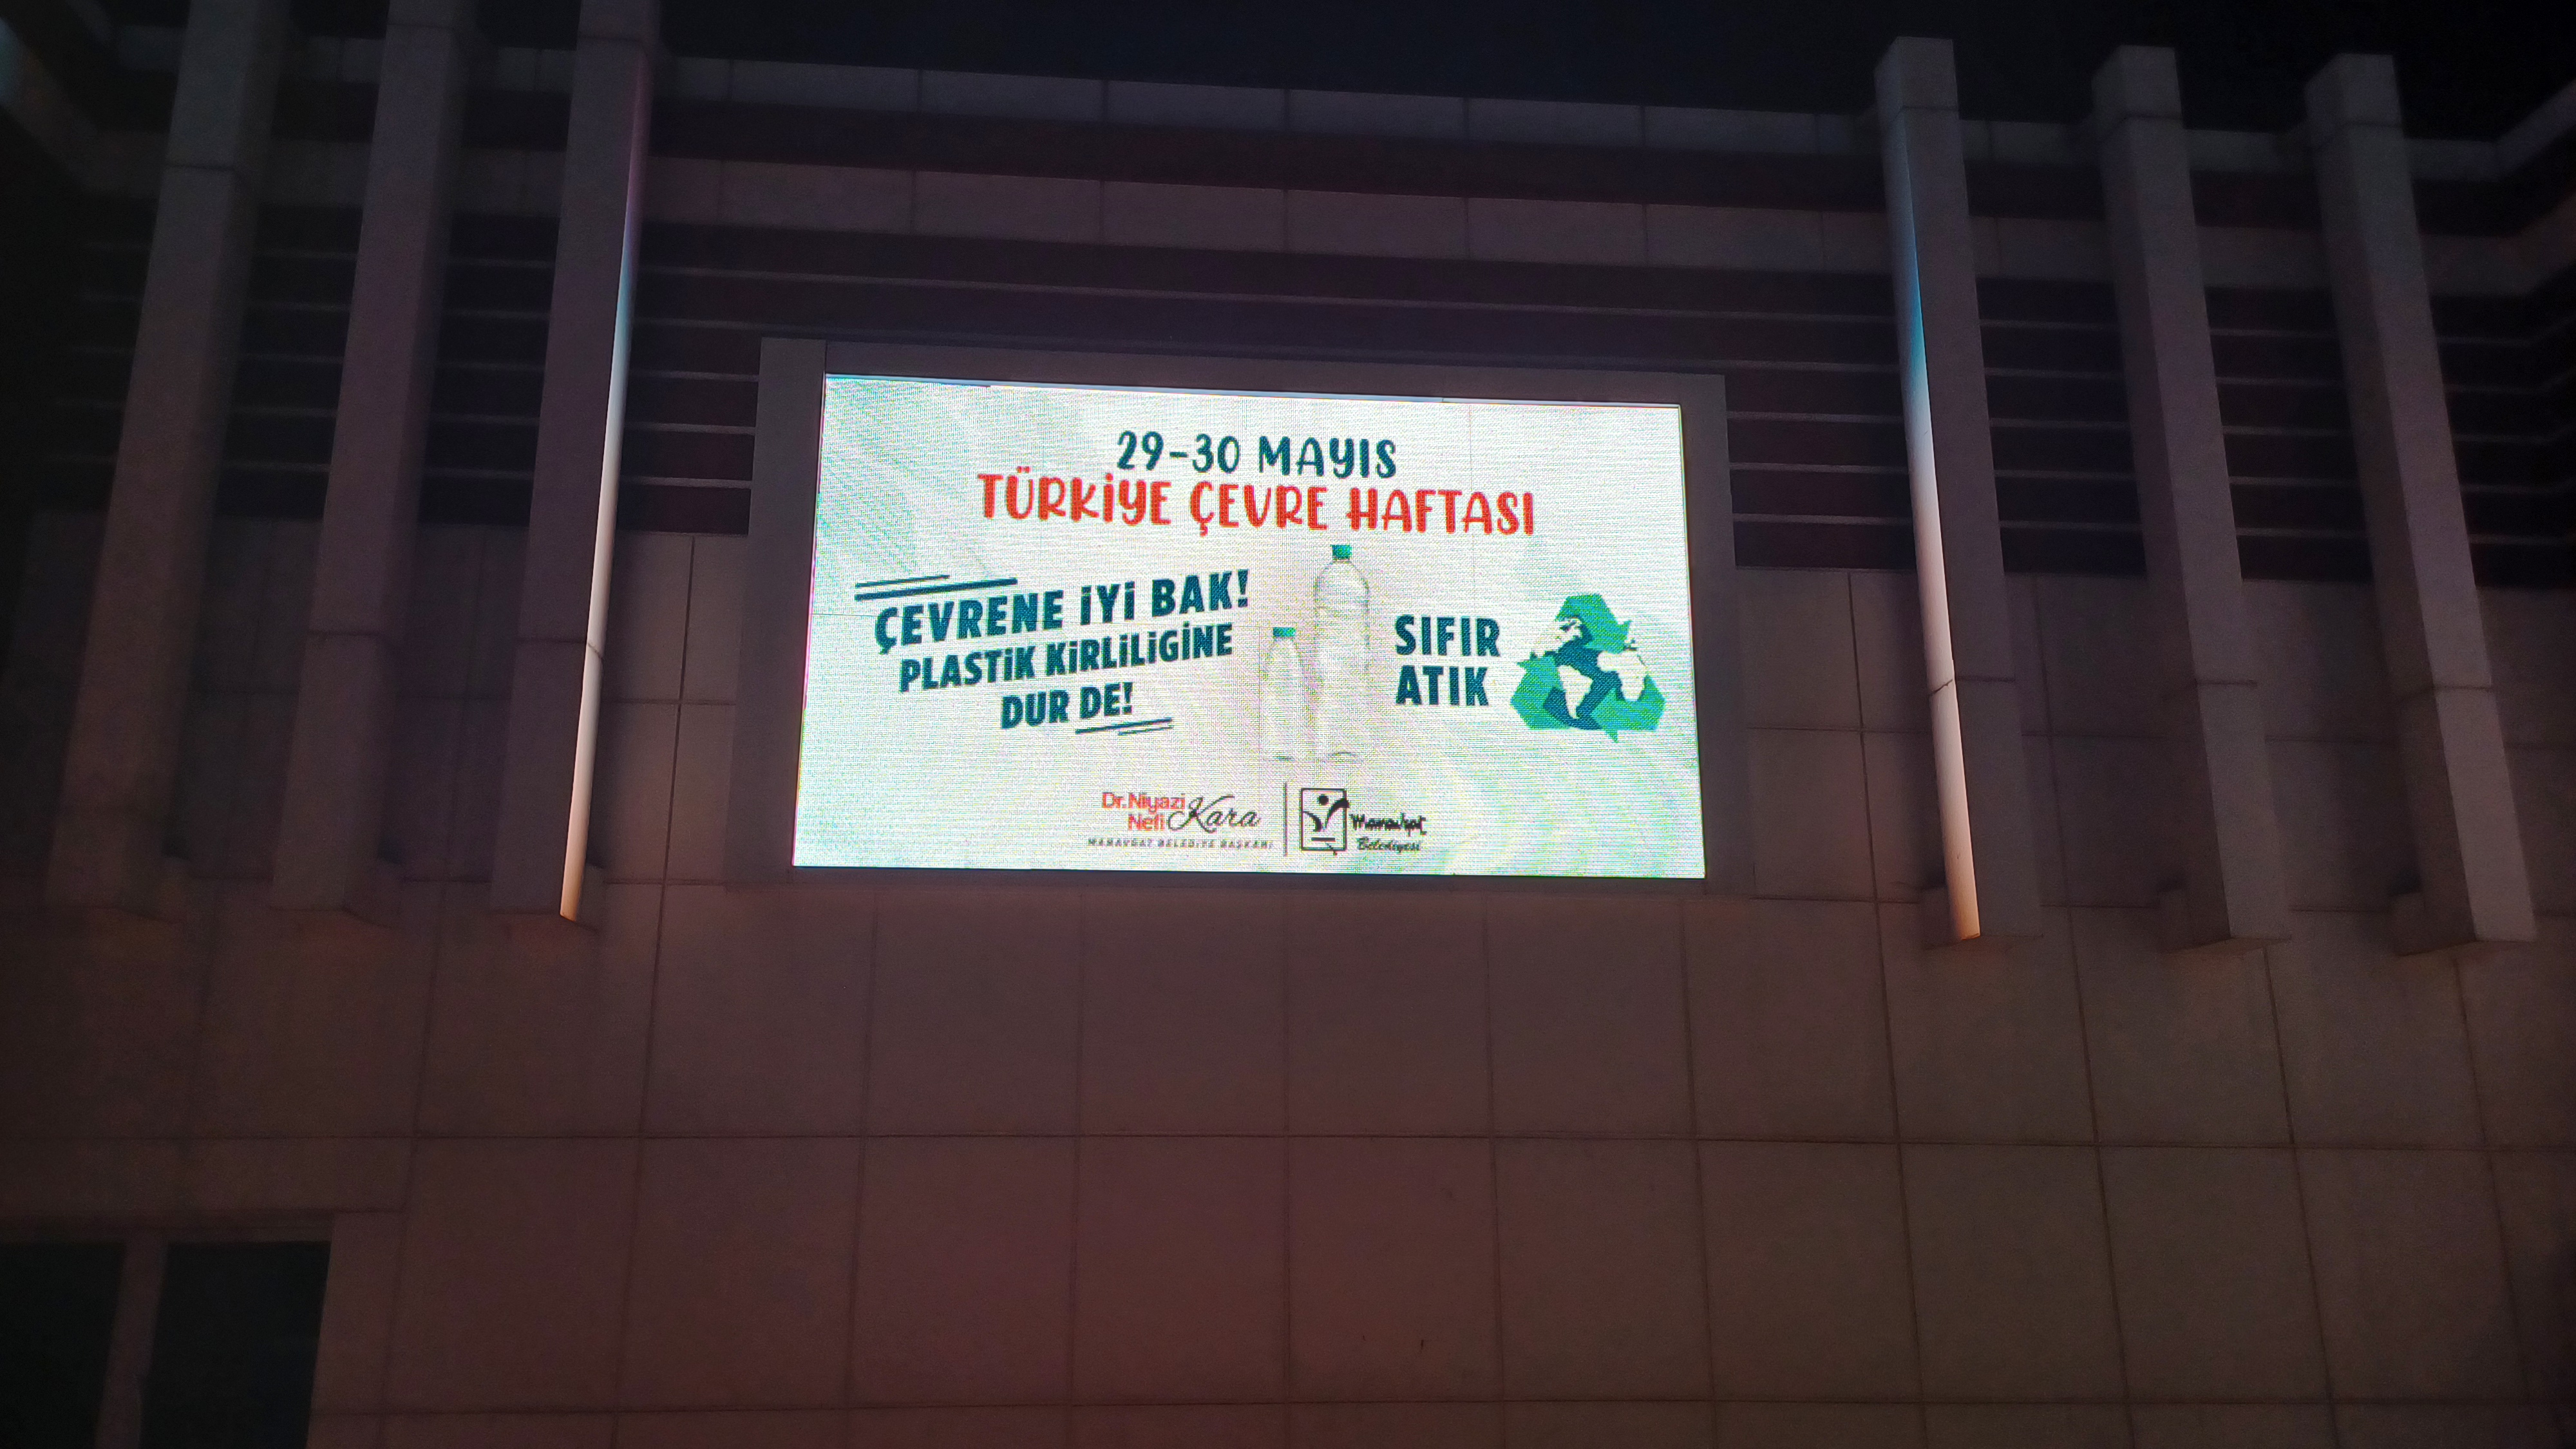 29-30 MAYIS
TÜRKİYE ÇEVRE HAFTASI
ÇEVRENE İYİ BAK!
PLASTİK KİRLİLİGİNE
DUR DE!
SIFIR
ATIK
Dr. Niyazi
Nefi Kara
MANAVGAT BELEDİYE BAŞKANI
Manavgat
Belediyesi